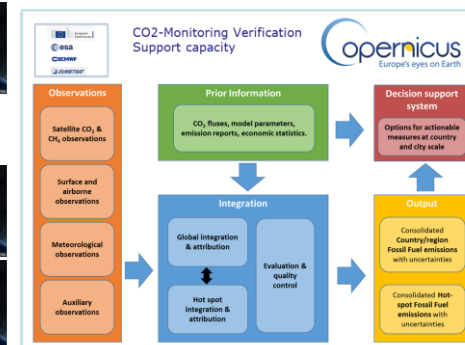 CO2-Monitoring Verification
Support capacity
European
Commission
esa
ECMWF
EUMETSAT
opernicus
Europe's eyes on Earth
Observations
Satellite CO₂ &
CH₄ observations
Surface and
airborne
observations
Meteorological
observations
Auxiliary
observations
Prior Information
CO₂ fluxes, model parameters,
emission reports, economic statistics.
Decision support
system
Options for actionable
measures at country
and city scale
Integration
Global integration
& attribution
Hot spot
integration &
attribution
Evaluation &
quality
control
Output
Consolidated
Country/region
Fossil Fuel emissions
with uncertainties
Consolidated Hot-
spot Fossil Fuel
emissions with
uncertainties